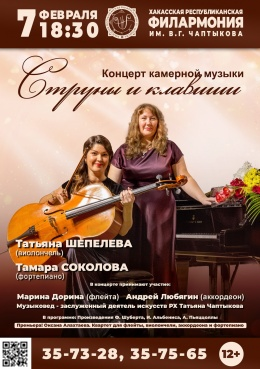 7 ФЕВРАЛЯ
18:30
ХАКАССКАЯ РЕСПУБЛИКАНСКАЯ
ФИЛАРМОНИЯ
ИМ. В.Г. ЧАПТЫКОВА
Концерт камерной музыки
Струны и клавиши
Татьяна ШЕПЕЛЕВА
(виолончель)
Тамара СОКОЛОВА
(фортепиано)
В концерте принимают участие:
Марина Дорина (флейта) Андрей Любягин (аккордеон)
Музыковед - заслуженный деятель искусств РХ Татьяна Чаптыкова
В программе: Произведения Ф. Шуберта, И. Альбениса, А. Пьяццоллы
Премьера! Оксана Алахтаева. Квартет для флейты, виолончели, аккордеона и фортепиано
35-73-28, 35-75-65
12+